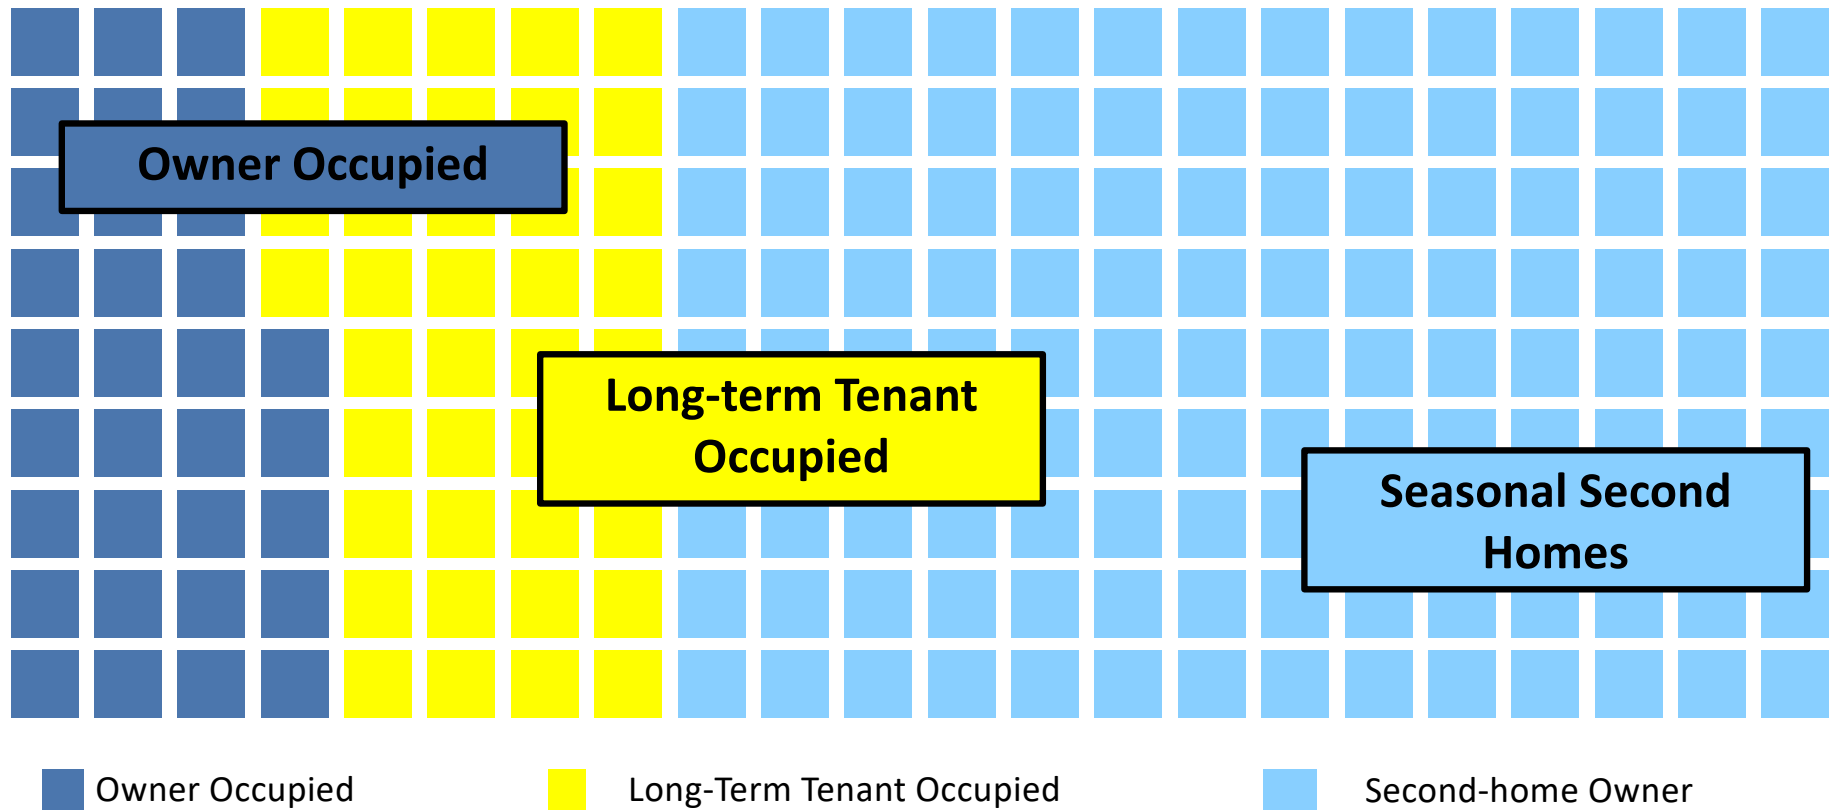 Owner Occupied
Long-term Tenant
Occupied
Seasonal Second
Homes
Owner Occupied
Long-Term Tenant Occupied
Second-home Owner